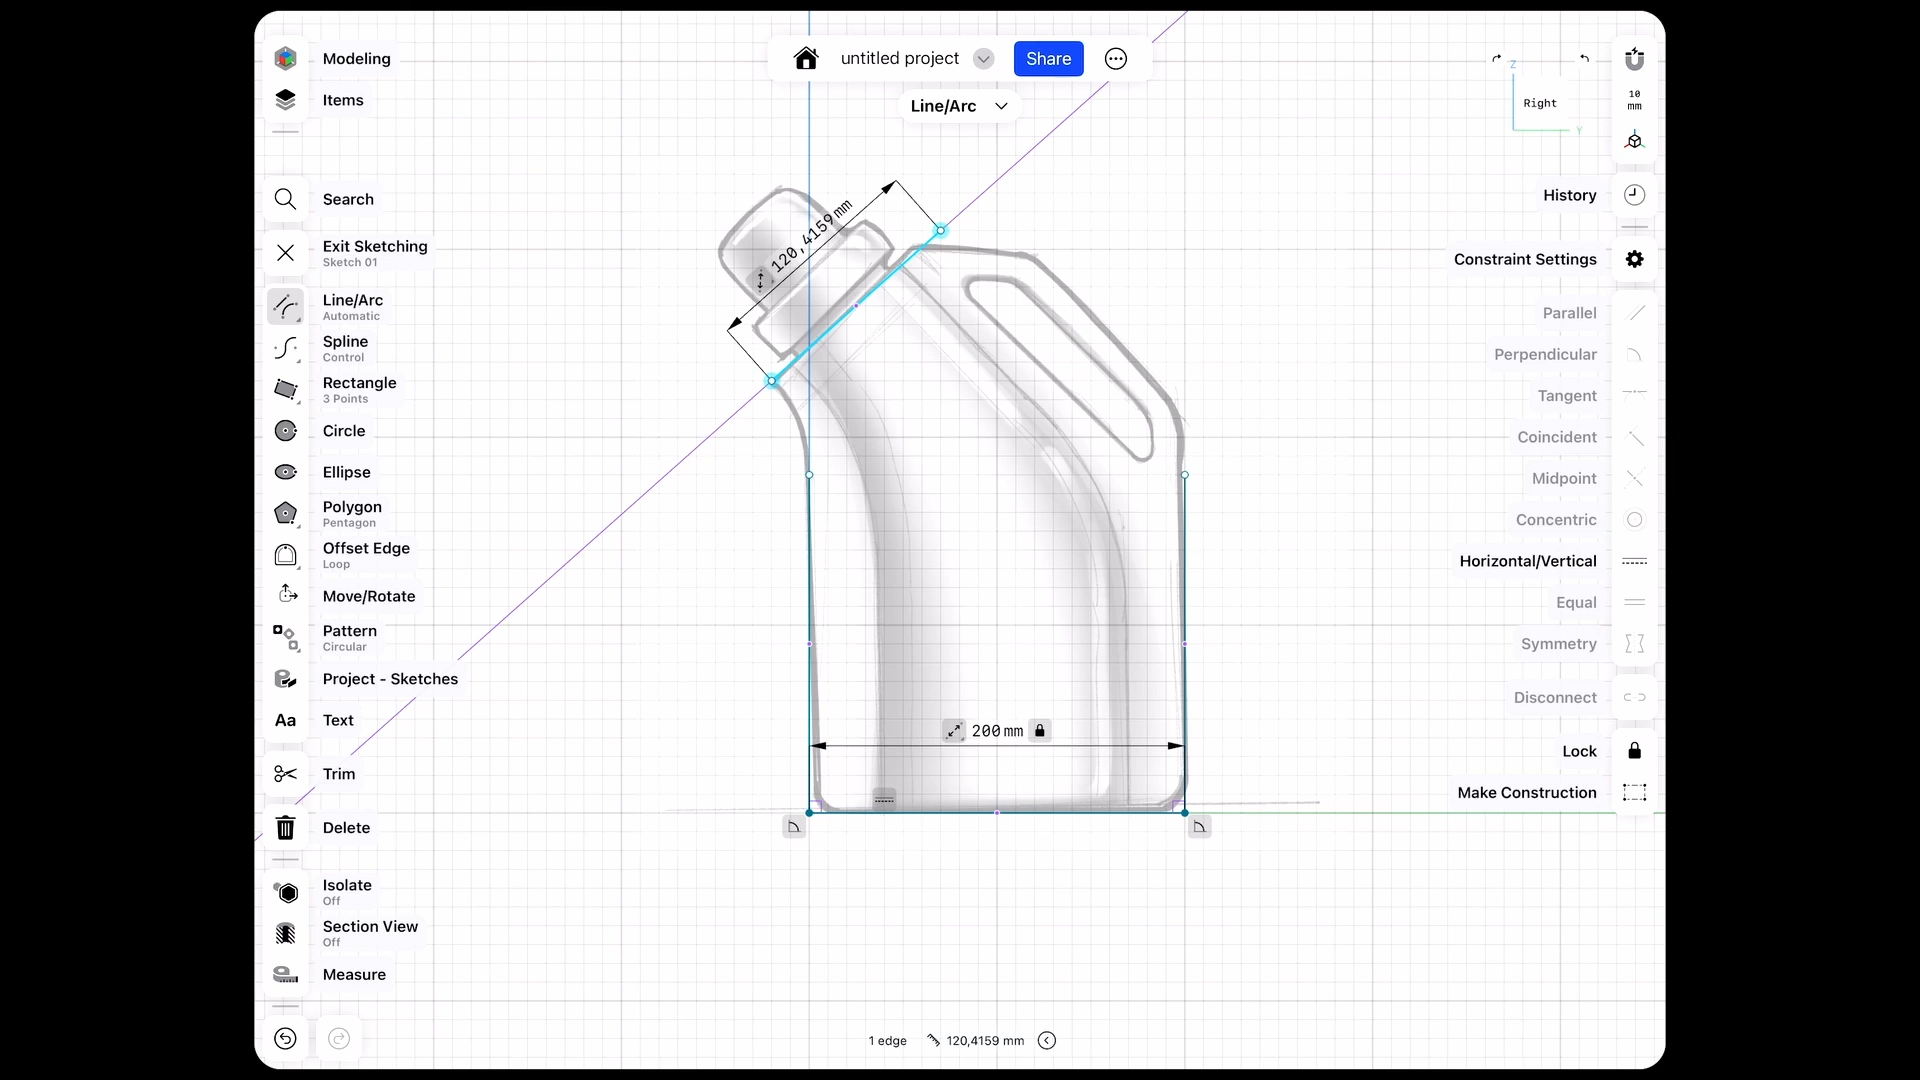 Modeling
Items
Search
Exit Sketching
Sketch 01
Line/Arc
Automatic
Spline
Control
Rectangle
3 Points
Circle
Ellipse
Polygon
Pentagon
Offset Edge
Loop
Move/Rotate
Pattern
Circular
Project - Sketches
Aa Text
Trim
Delete
Isolate
Off
Section View
Off
Measure
untitled project
Share
Line/Arc
120,4159 mm
200 mm
1 edge 120,4159 mm
Z
Right
Y
10
mm
History
Constraint Settings
Parallel
Perpendicular
Tangent
Coincident
Midpoint
Concentric
Horizontal/Vertical
Equal
Symmetry
Disconnect
Lock
Make Construction